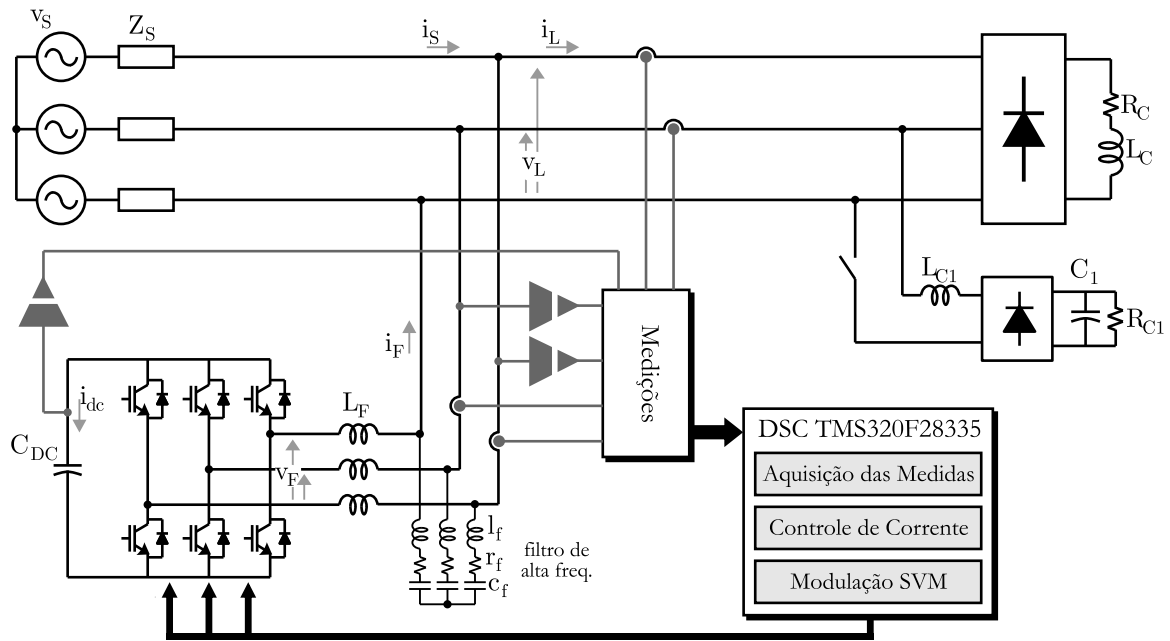 vS
ZS
iS
iL
vL
RC
LC
LC1
C1
RC1
iF
Medições
idc
CDC
LF
vF
lf
rf
cf
filtro de
alta freq.
DSC TMS320F28335
Aquisição das Medidas
Controle de Corrente
Modulação SVM